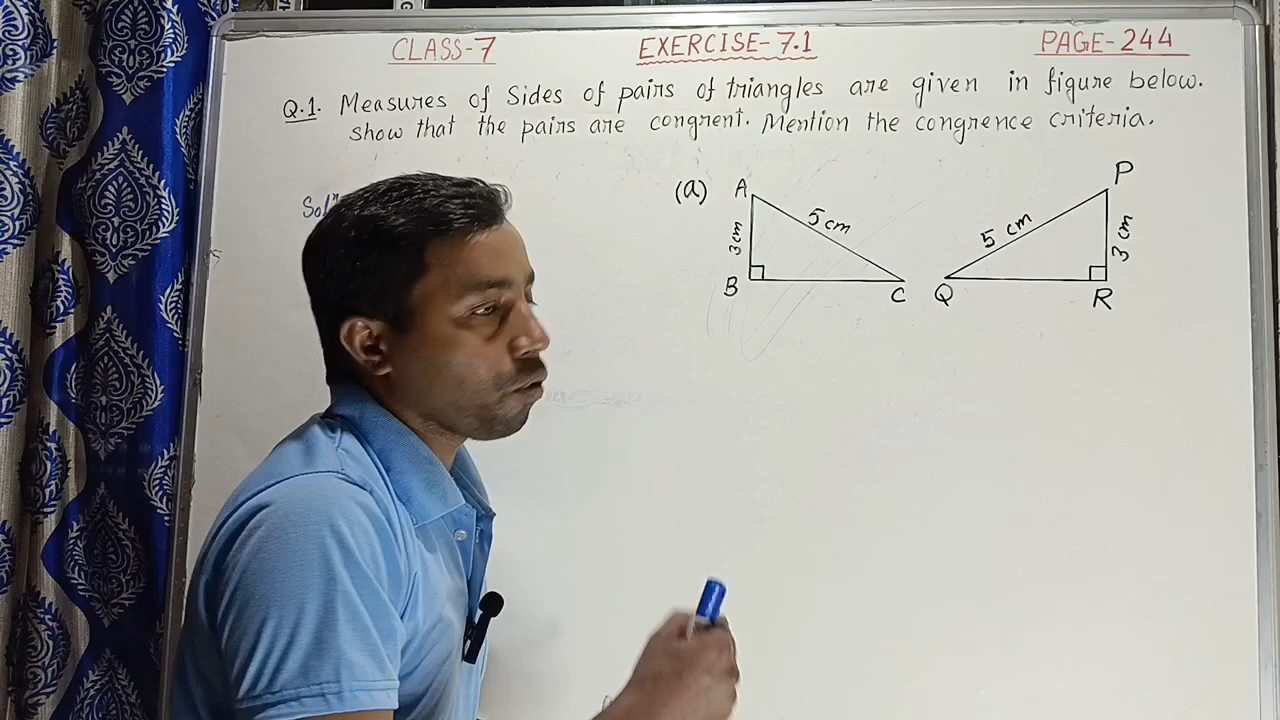 CLASS-7 EXERCISE-7.1 PAGE-244
Q.1. Measures of Sides of pairs of triangles are given in figure below.
show that the pairs are congrent. Mention the congrence criteria.
Solⁿ
(a)
A
3cm
5 cm
B
C
P
5 cm
3 cm
Q
R